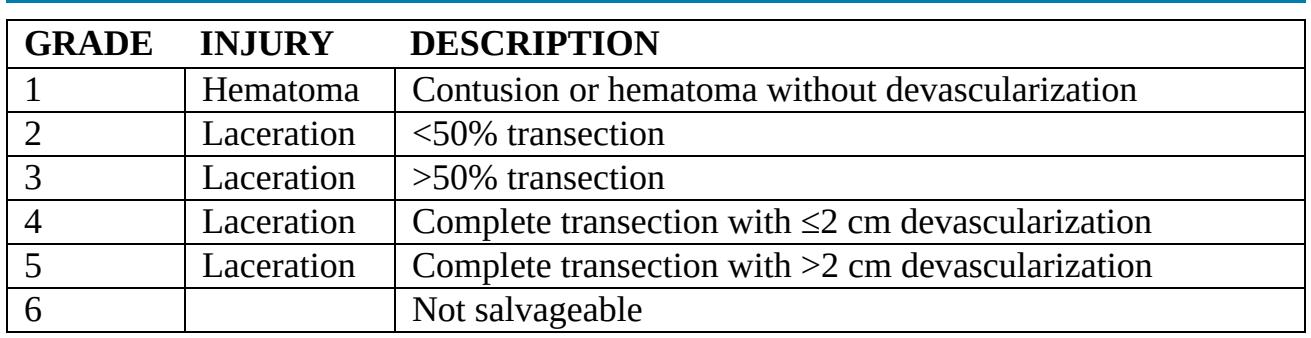 GRADE INJURY DESCRIPTION
1 Hematoma Contusion or hematoma without devascularization
2 Laceration <50% transection
3 Laceration >50% transection
4 Laceration Complete transection with ≤2 cm devascularization
5 Laceration Complete transection with >2 cm devascularization
6 Not salvageable